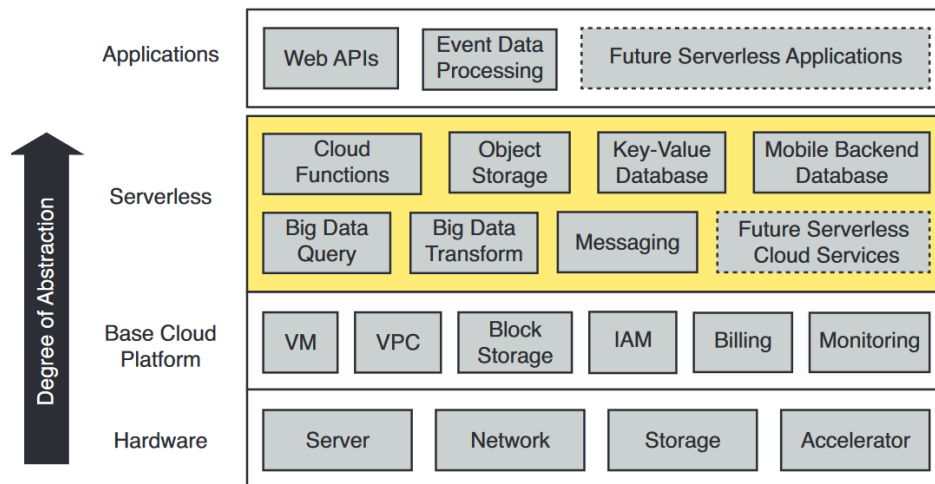 Applications
Web APIs
Event Data
Processing
Future Serverless Applications
Degree of Abstraction
Serverless
Cloud
Functions
Object
Storage
Key-Value
Database
Mobile Backend
Database
Big Data
Query
Big Data
Transform
Messaging
Future Serverless
Cloud Services
Base Cloud
Platform
VM
VPC
Block
Storage
IAM
Billing
Monitoring
Hardware
Server
Network
Storage
Accelerator